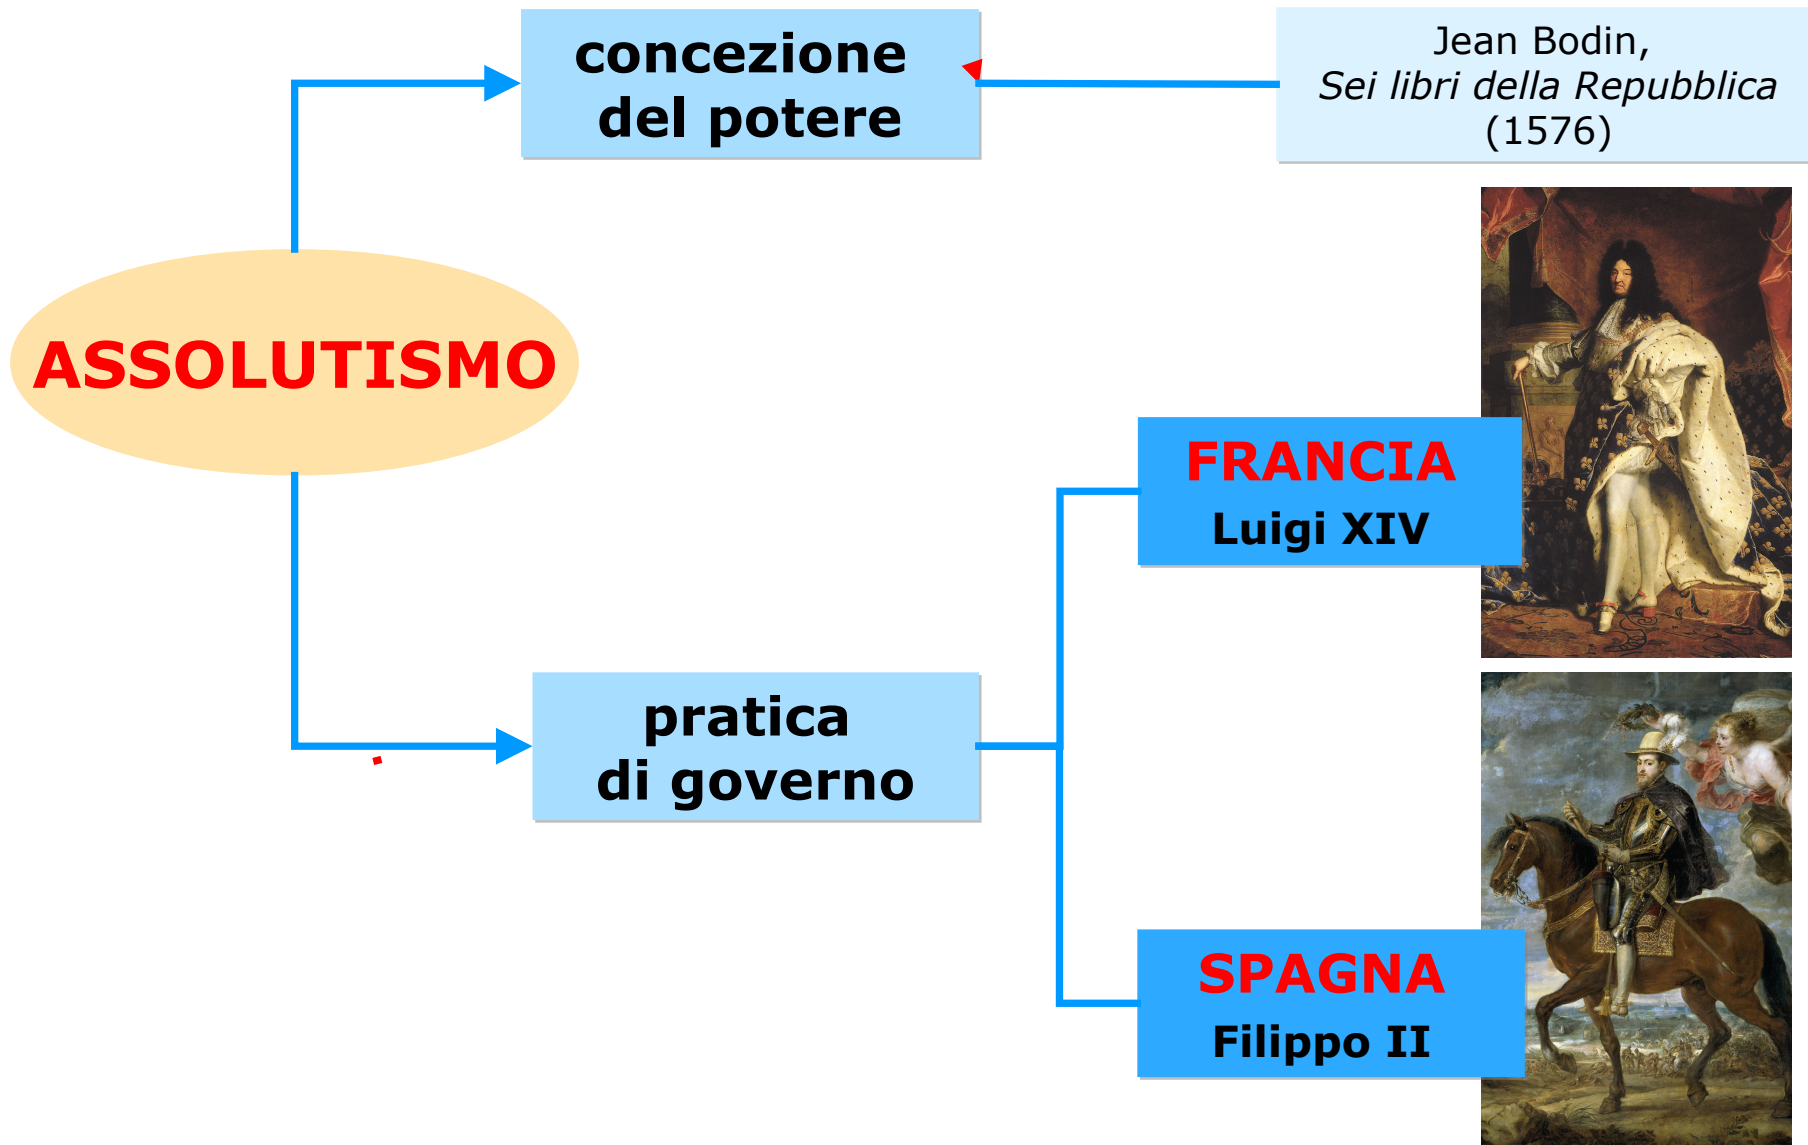 concezione
del potere
Jean Bodin,
Sei libri della Repubblica
(1576)
ASSOLUTISMO
FRANCIA
Luigi XIV
pratica
di governo
SPAGNA
Filippo II